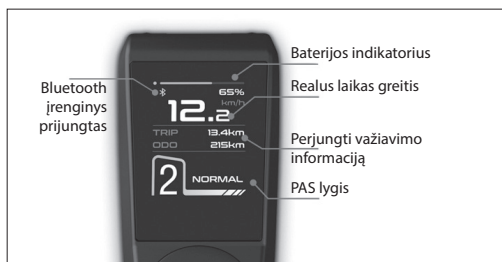 Bluetooth
įrenginys
prijungtas
65%
km/h
12.2
TRIP 13.4km
ODO 215km
2 NORMAL
Baterijos indikatorius
Realus laikas greitis
Perjungti važiavimo
informaciją
PAS lygis